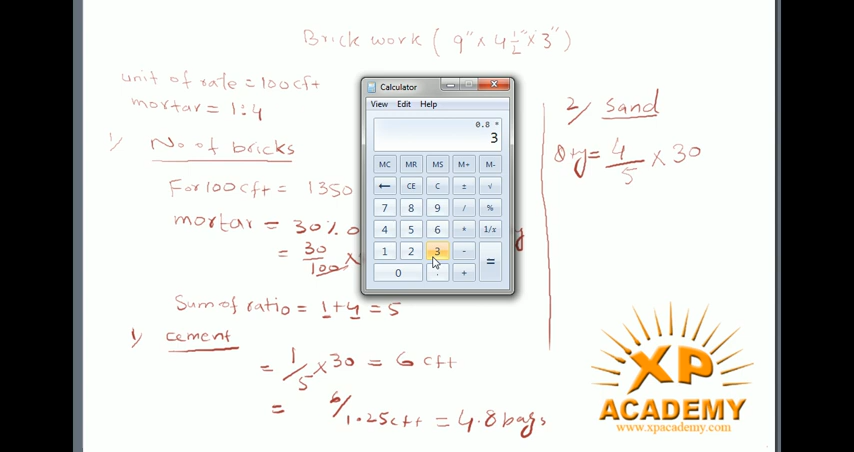 Brick work ( 9" x 4 1/2" x 3" )
unit of rate = 100 cft
mortar = 1:4
1) No of bricks
For 100 cft = 1350
mortar = 30% o
= 30/100 x
Sum of ratio = 1+4 = 5
1) cement
= 1/5 x 30 = 6 cft
= 6/1.25 cft = 4.8 bags
Calculator
View Edit Help
0.8 *
3
MC MR MS M+ M-
← CE C ± √
7 8 9 / %
4 5 6 * 1/x
1 2 3 - =
0 . +
2/ Sand
Qty = 4/5 x 30
XP
ACADEMY
www.xpacademy.com